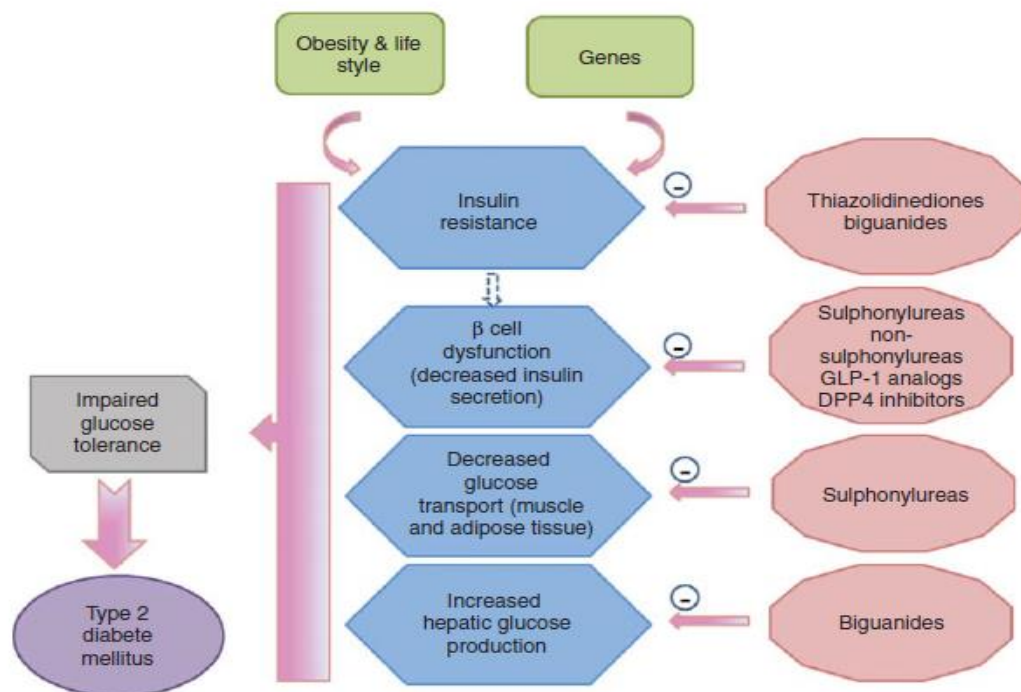 Obesity & life
style
Genes
Insulin
resistance
-
Thiazolidinediones
biguanides
β cell
dysfunction
(decreased insulin
secretion)
-
Sulphonylureas
non-
sulphonylureas
GLP-1 analogs
DPP4 inhibitors
Impaired
glucose
tolerance
Decreased
glucose
transport (muscle
and adipose tissue)
-
Sulphonylureas
Type 2
diabete
mellitus
Increased
hepatic glucose
production
-
Biguanides